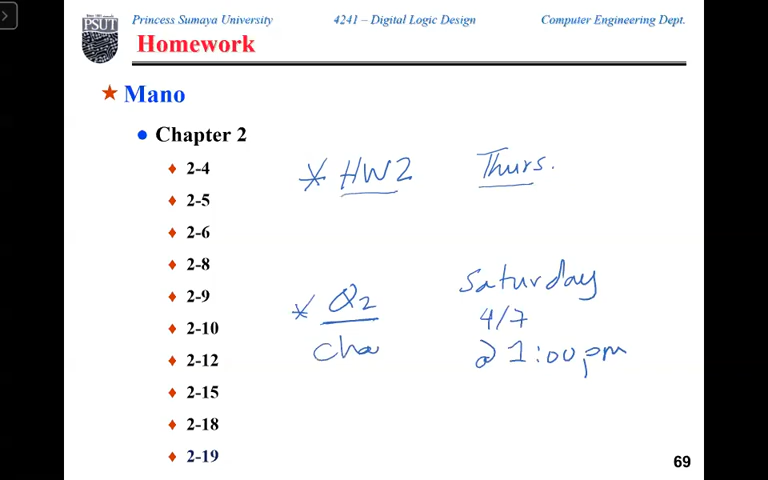 Princess Sumaya University 4241 – Digital Logic Design Computer Engineering Dept.
PSUT
Homework
Mano
Chapter 2
2-4
* HW2 Thurs.
2-5
2-6
2-8
Saturday
2-9
* Q2
4/7
2-10
Cha @ 1:00 pm
2-12
2-15
2-18
2-19
69